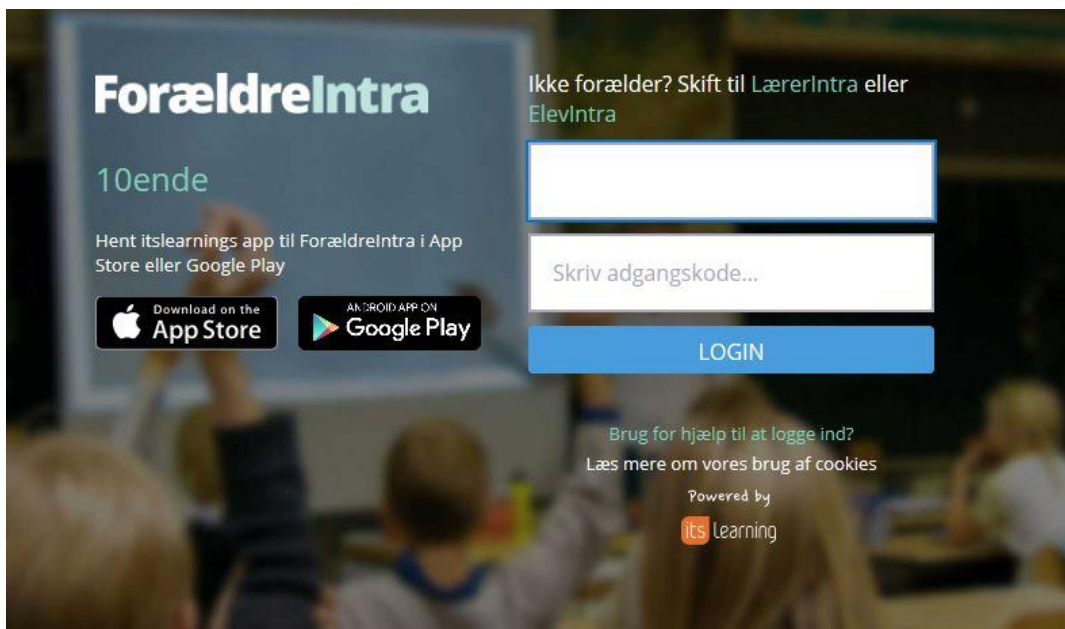 ForældreIntra
10ende
Hent itslearnings app til ForældreIntra i App
Store eller Google Play
Download on the
App Store
ANDROID APP ON
Google Play
Ikke forælder? Skift til LærerIntra eller
ElevIntra
Skriv adgangskode...
LOGIN
Brug for hjælp til at logge ind?
Læs mere om vores brug af cookies
Powered by
its learning